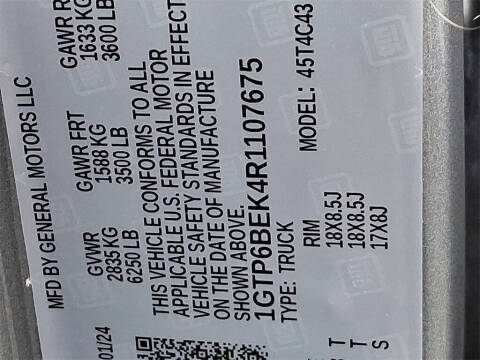 MFD BY GENERAL MOTORS LLC
01/24 GVWR GAWR FRT GAWR R
2835 KG 1588 KG 1633 KG
6250 LB 3500 LB 3600 LB
THIS VEHICLE CONFORMS TO ALL
APPLICABLE U.S. FEDERAL MOTOR
VEHICLE SAFETY STANDARDS IN EFFECT
ON THE DATE OF MANUFACTURE
SHOWN ABOVE.
1GTP6BEK4R1107675
TYPE: TRUCK MODEL: 45T4C43
RIM
18X8.5J
18X8.5J
17X8J